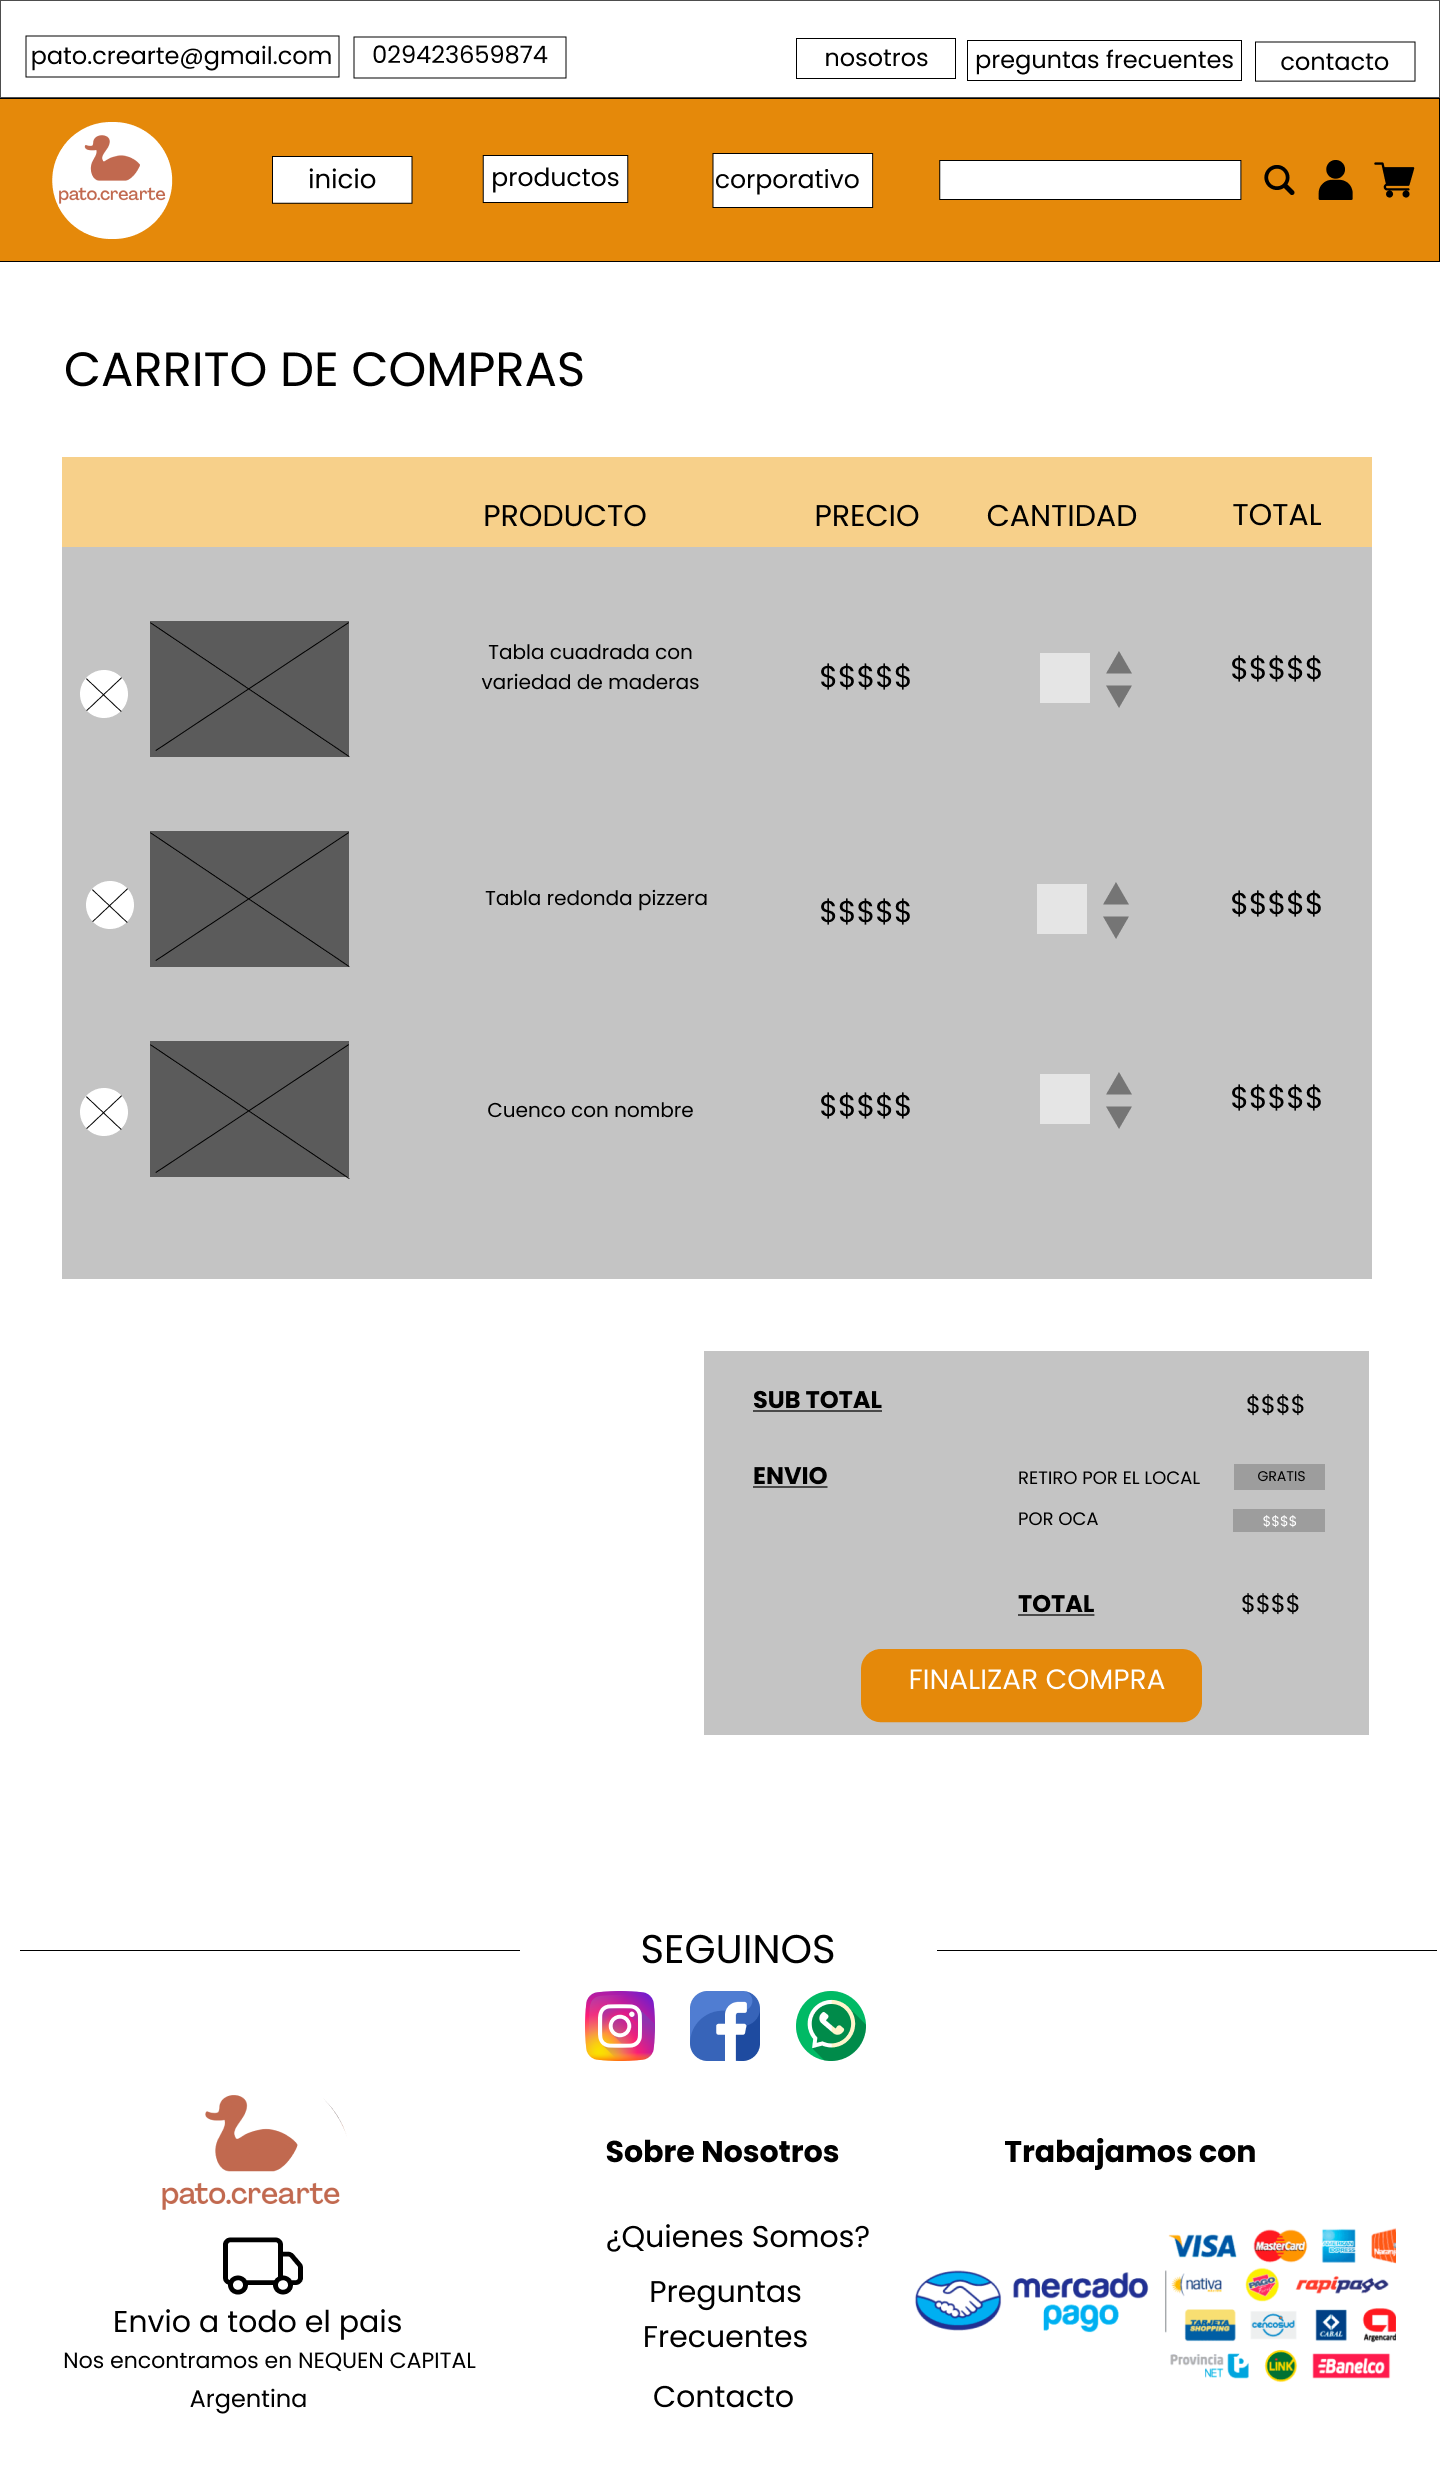 pato.crearte@gmail.com
029423659874
nosotros
preguntas frecuentes
contacto
pato.crearte
inicio
productos
corporativo
CARRITO DE COMPRAS
PRODUCTO
PRECIO
CANTIDAD
TOTAL
Tabla cuadrada con
variedad de maderas
$$$$$
$$$$$
Tabla redonda pizzera
$$$$$
$$$$$
Cuenco con nombre
$$$$$
$$$$$
SUB TOTAL
$$$$
ENVIO
RETIRO POR EL LOCAL
GRATIS
POR OCA
$$$$
TOTAL
$$$$
FINALIZAR COMPRA
SEGUINOS
pato.crearte
Envio a todo el pais
Nos encontramos en NEQUEN CAPITAL
Argentina
Sobre Nosotros
¿Quienes Somos?
Preguntas
Frecuentes
Contacto
Trabajamos con
mercado
pago
VISA
MasterCard
nativa
PAGO
rapipago
TARJETA
SHOPPING
cencosud
CABAL
Argencard
Provincia
NET
LINK
Banelco